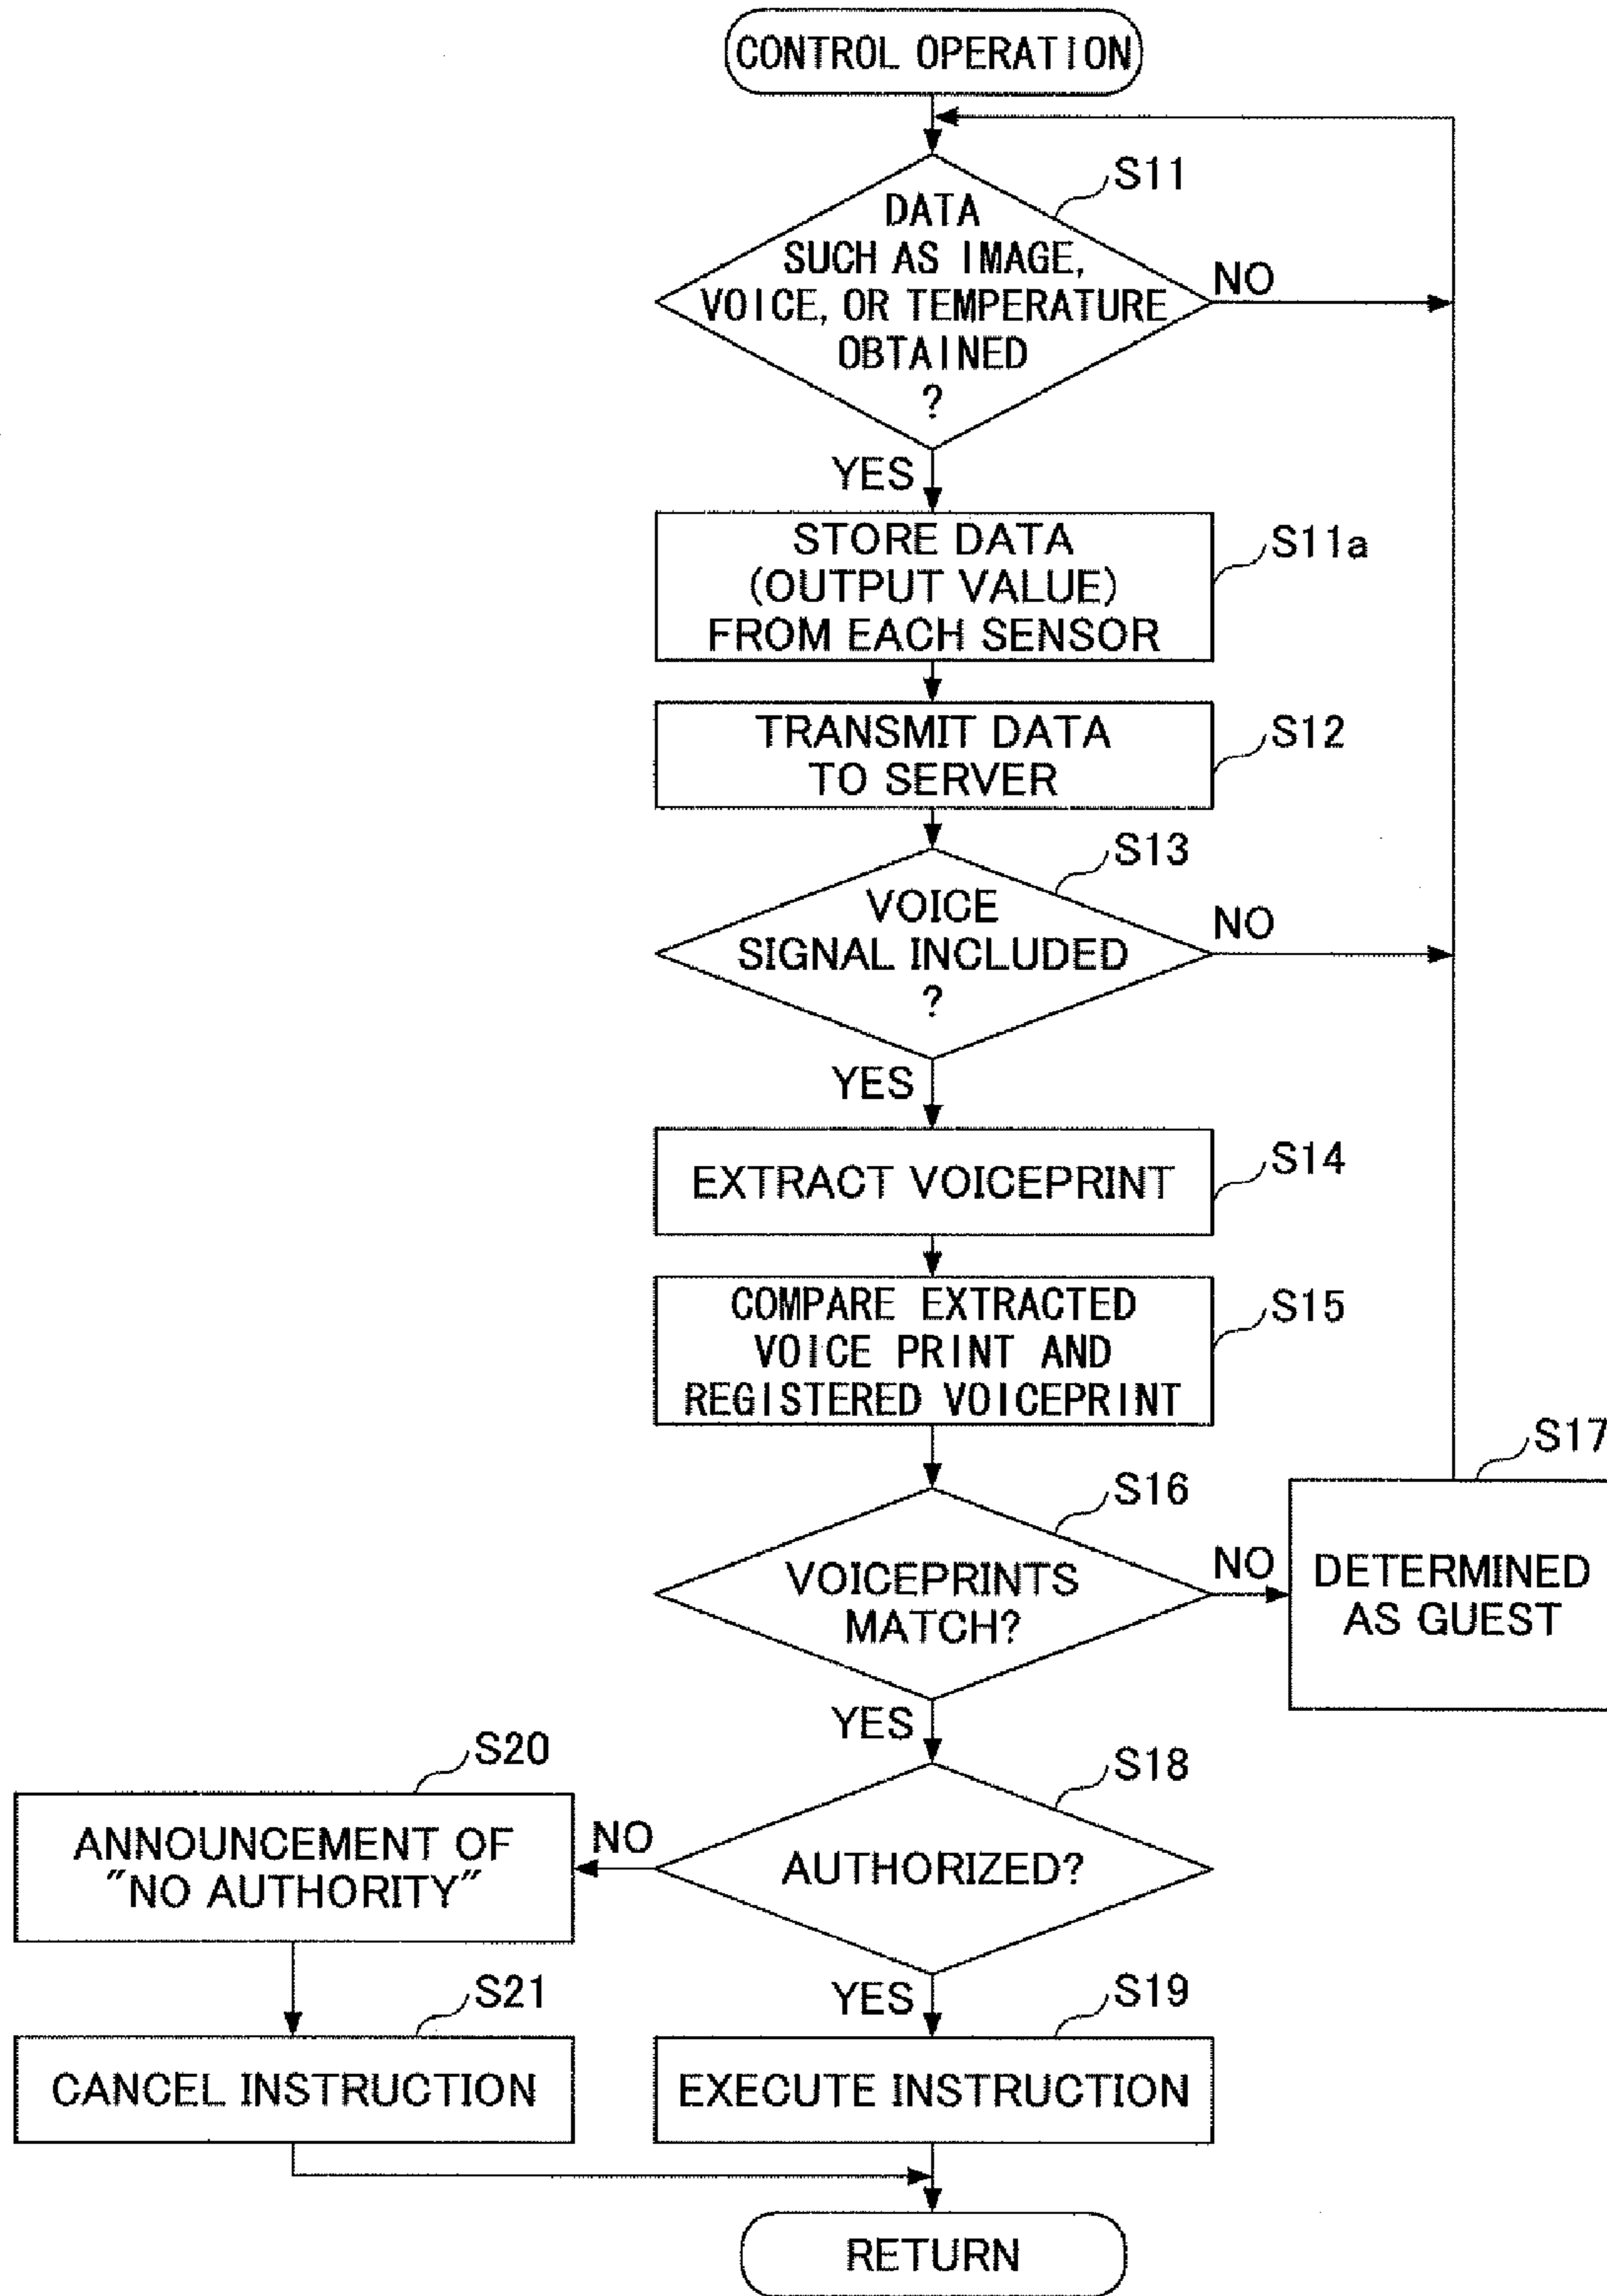 CONTROL OPERATION
S11
DATA
SUCH AS IMAGE,
VOICE, OR TEMPERATURE
OBTAINED
?
NO
YES
STORE DATA
(OUTPUT VALUE)
FROM EACH SENSOR
S11a
TRANSMIT DATA
TO SERVER
S12
S13
VOICE
SIGNAL INCLUDED
?
NO
YES
EXTRACT VOICEPRINT
S14
COMPARE EXTRACTED
VOICE PRINT AND
REGISTERED VOICEPRINT
S15
S16
VOICEPRINTS
MATCH?
NO
S17
DETERMINED
AS GUEST
YES
S18
AUTHORIZED?
NO
S20
ANNOUNCEMENT OF
"NO AUTHORITY"
S21
CANCEL INSTRUCTION
YES
S19
EXECUTE INSTRUCTION
RETURN